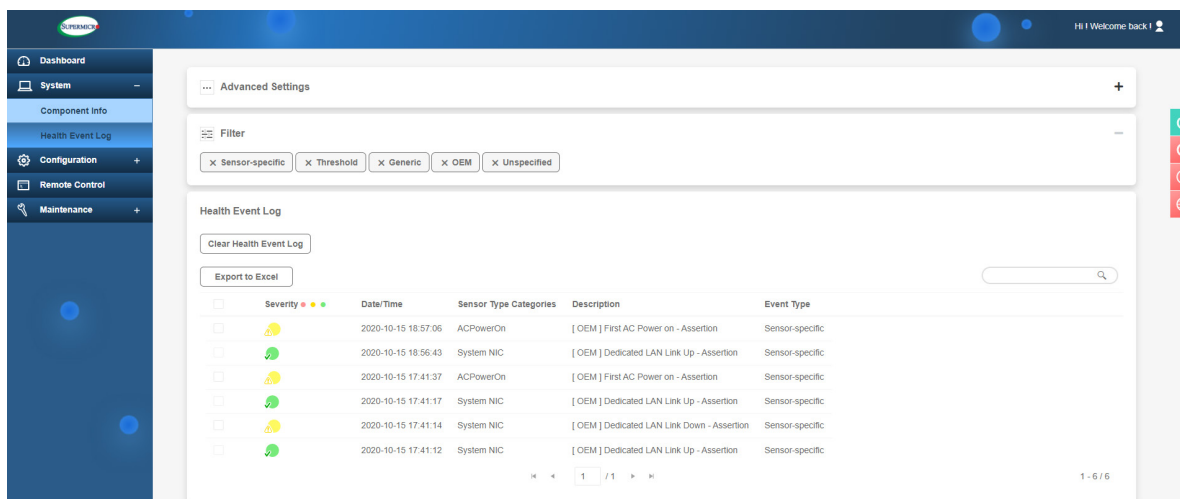 SUPERMICR
Hi ! Welcome back !
Dashboard
System −
Component Info
Health Event Log
Configuration +
Remote Control
Maintenance +
Advanced Settings +
Filter −
× Sensor-specific × Threshold × Generic × OEM × Unspecified
Health Event Log
Clear Health Event Log
Export to Excel
Severity Date/Time Sensor Type Categories Description Event Type
2020-10-15 18:57:06 ACPowerOn [ OEM ] First AC Power on - Assertion Sensor-specific
2020-10-15 18:56:43 System NIC [ OEM ] Dedicated LAN Link Up - Assertion Sensor-specific
2020-10-15 17:41:37 ACPowerOn [ OEM ] First AC Power on - Assertion Sensor-specific
2020-10-15 17:41:17 System NIC [ OEM ] Dedicated LAN Link Up - Assertion Sensor-specific
2020-10-15 17:41:14 System NIC [ OEM ] Dedicated LAN Link Down - Assertion Sensor-specific
2020-10-15 17:41:12 System NIC [ OEM ] Dedicated LAN Link Up - Assertion Sensor-specific
1 / 1 1 - 6 / 6